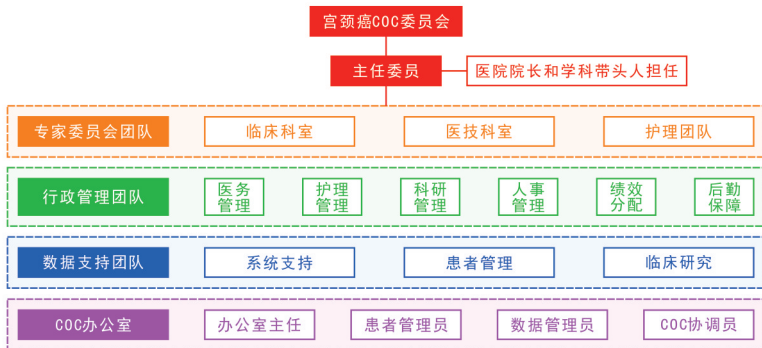 宫颈癌COC委员会
主任委员
医院院长和学科带头人担任
专家委员会团队
临床科室
医技科室
护理团队
行政管理团队
医务
管理
护理
管理
科研
管理
人事
管理
绩效
分配
后勤
保障
数据支持团队
系统支持
患者管理
临床研究
COC办公室
办公室主任
患者管理员
数据管理员
COC协调员